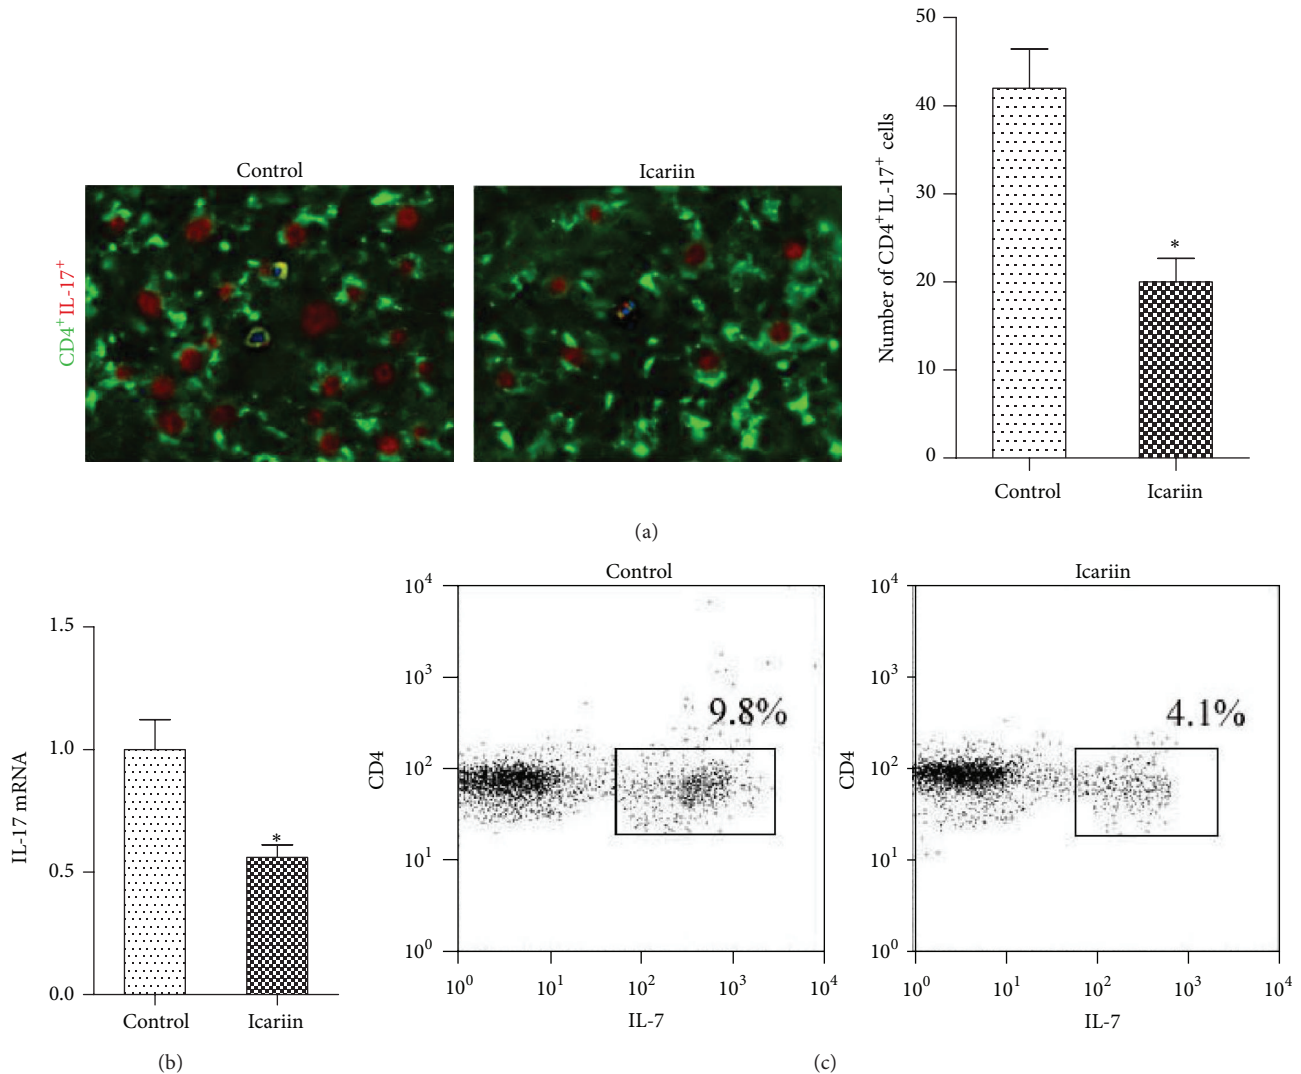 Control
Icariin
CD4+ IL-17+
50
40
30
20
10
0
Number of CD4+ IL-17+ cells
*
Control
Icariin
(a)
1.5
1.0
0.5
0.0
IL-17 mRNA
*
Control
Icariin
(b)
Control
10^4
10^3
10^2
10^1
10^0
CD4
9.8%
10^0 10^1 10^2 10^3 10^4
IL-7
Icariin
10^4
10^3
10^2
10^1
10^0
CD4
4.1%
10^0 10^1 10^2 10^3 10^4
IL-7
(c)